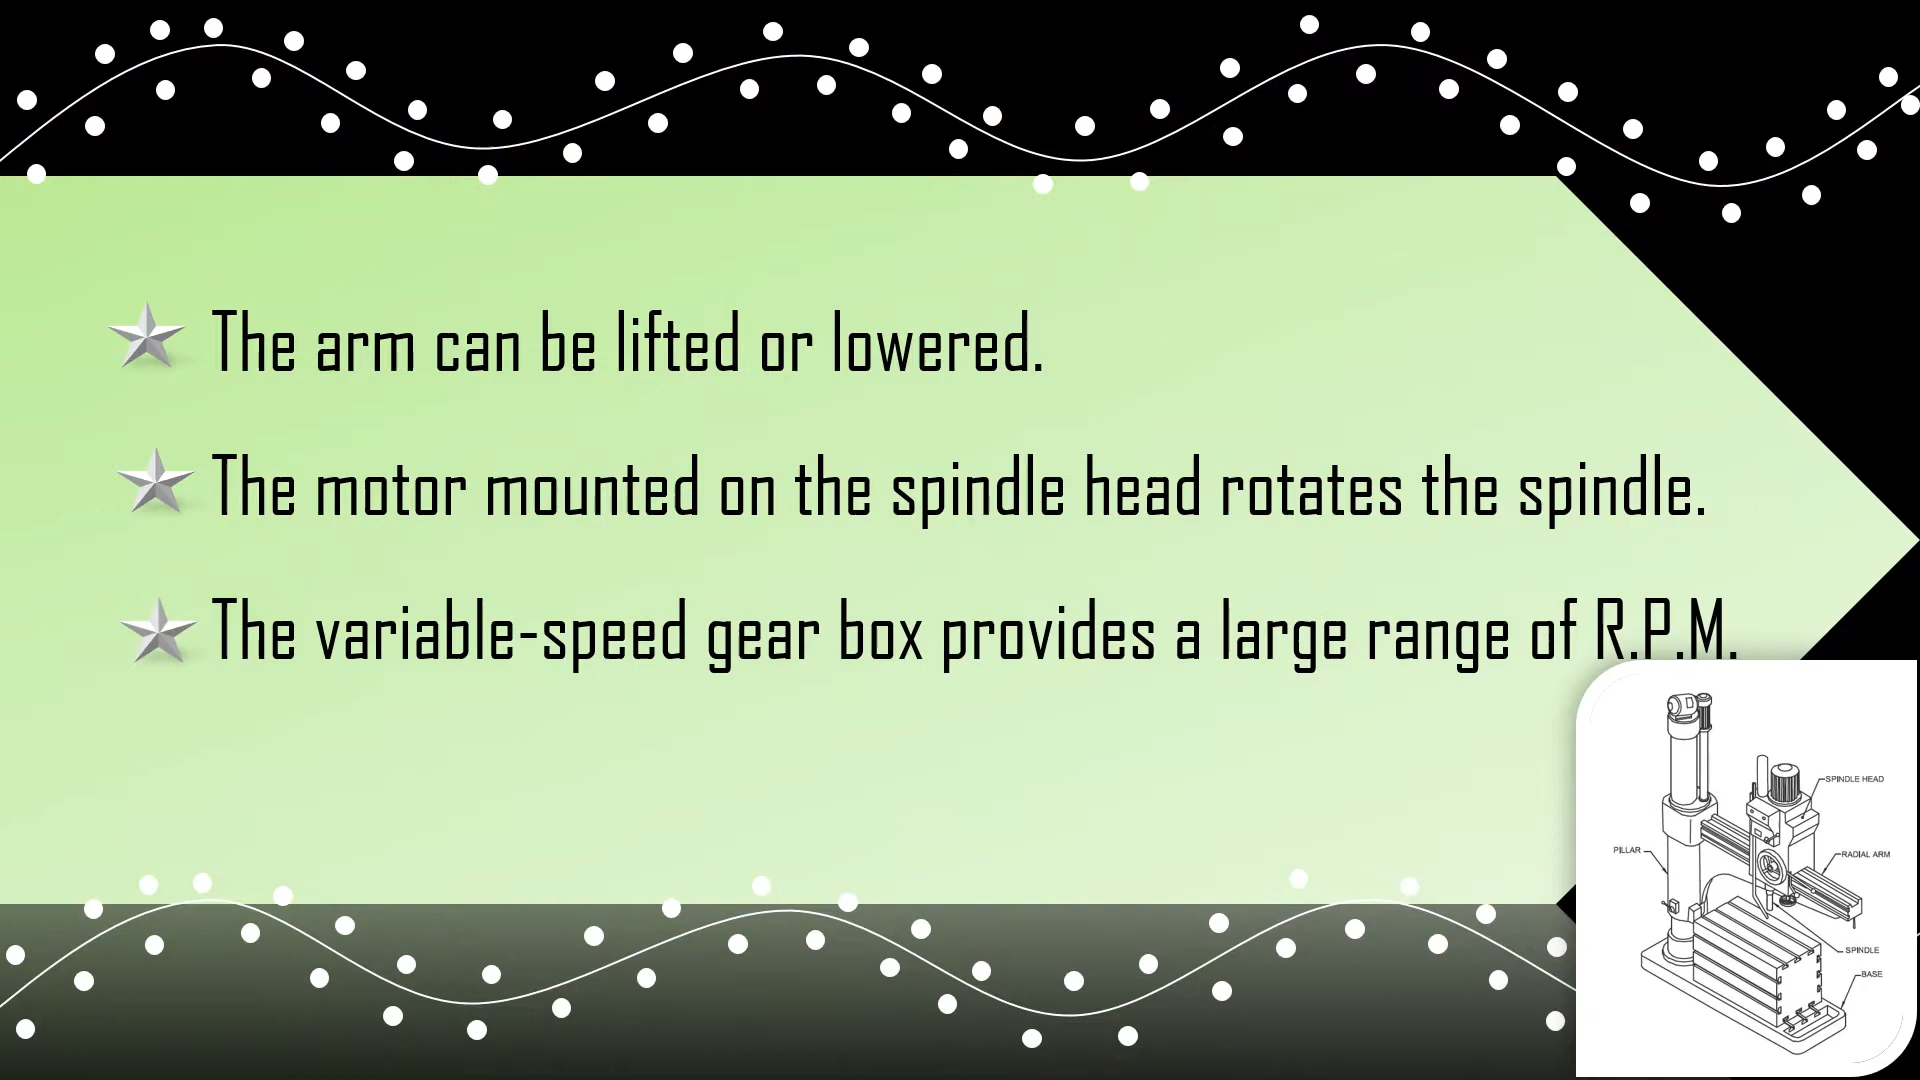 The arm can be lifted or lowered.
The motor mounted on the spindle head rotates the spindle.
The variable-speed gear box provides a large range of R.P.M.
SPINDLE HEAD
PILLAR
RADIAL ARM
SPINDLE
BASE